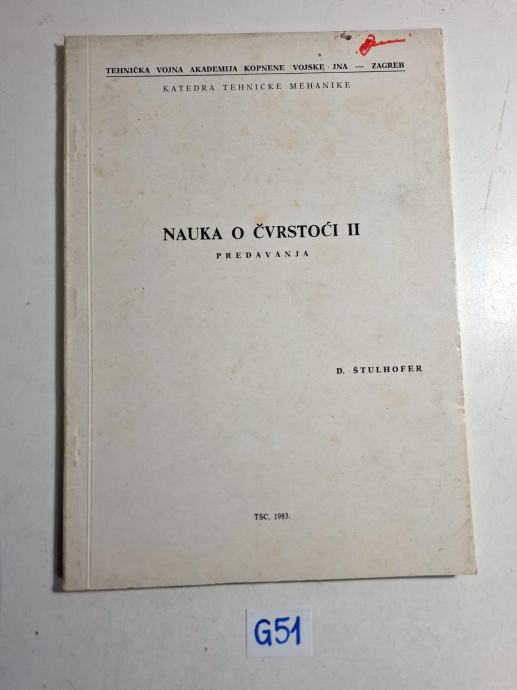 TEHNIČKA VOJNA AKADEMIJA KOPNENE VOJSKE JNA — ZAGREB
KATEDRA TEHNIČKE MEHANIKE
NAUKA O ČVRSTOĆI II
PREDAVANJA
D. ŠTULHOFER
TŠC, 1983.
G51